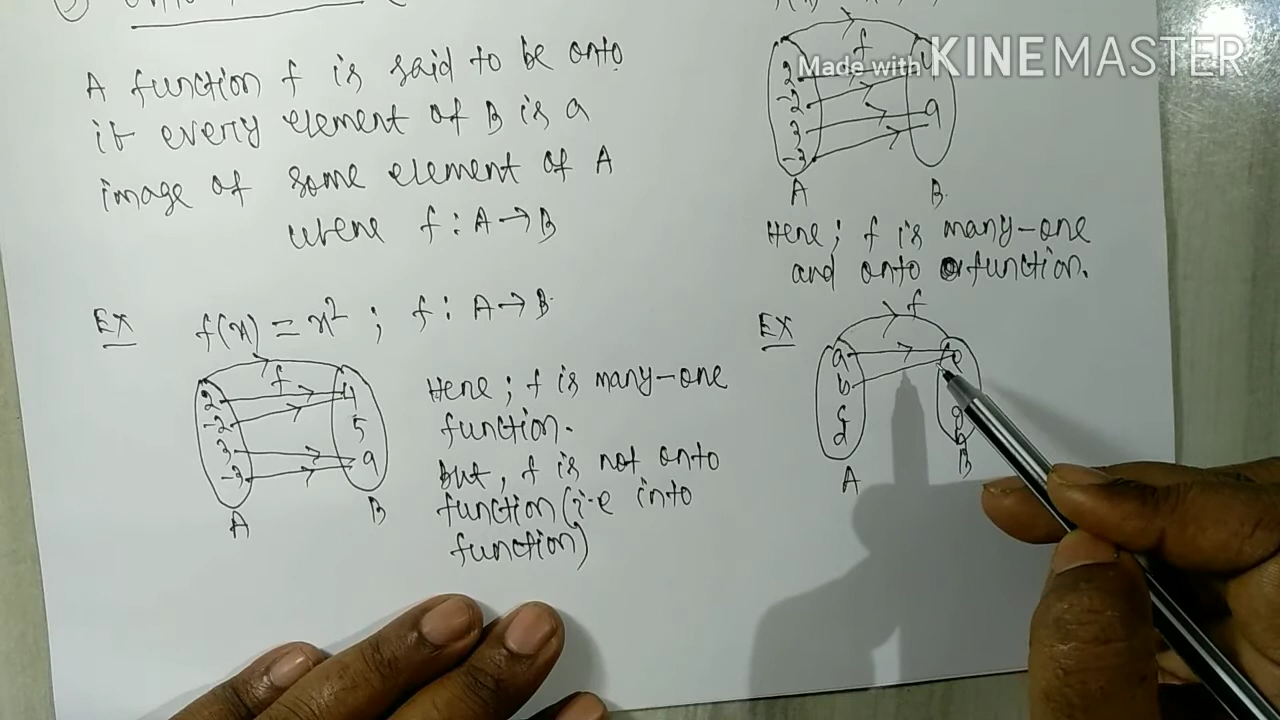 A function f is said to be onto
if every element of B is a
image of some element of A
where f : A → B
Ex f(x) = x² ; f : A → B
f
2 4
-2 5
3 9
-3
A B
Here ; f is many-one
function.
But, f is not onto
function (i.e into
function)
Made with KINEMASTER
f
2
-2
3 9
-3
A B
Here ; f is many-one
and onto function.
Ex
f
a e
b
c g
d h
A B